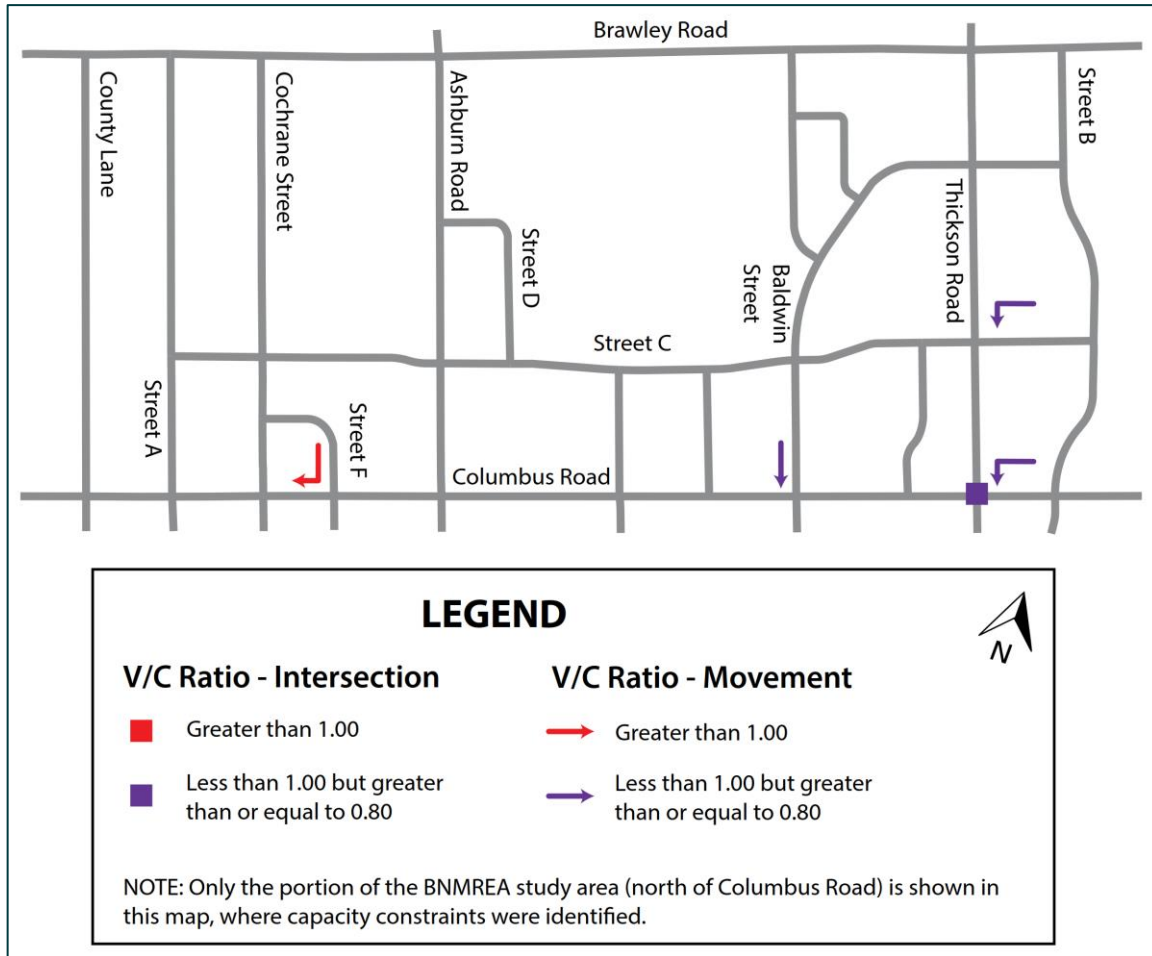 Brawley Road
County Lane
Cochrane Street
Ashburn Road
Street B
Thickson Road
Street D
Baldwin
Street
Street C
Street A
Street F
Columbus Road
LEGEND
N
V/C Ratio - Intersection
Greater than 1.00
Less than 1.00 but greater
than or equal to 0.80
V/C Ratio - Movement
Greater than 1.00
Less than 1.00 but greater
than or equal to 0.80
NOTE: Only the portion of the BNMREA study area (north of Columbus Road) is shown in
this map, where capacity constraints were identified.